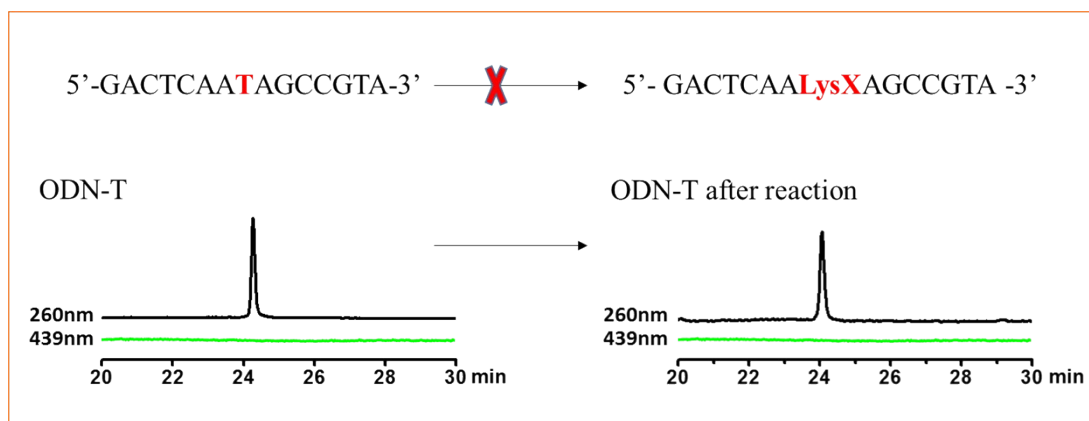 5’-GACTCAATAGCCGTA-3’
5’- GACTCAALysXAGCCGTA -3’
ODN-T
ODN-T after reaction
260nm
439nm
20 22 24 26 28 30 min
260nm
439nm
20 22 24 26 28 30 min